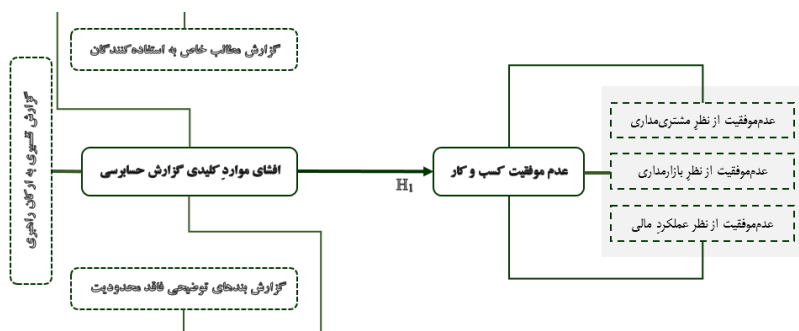 گزارش مطالب خاص به استفاده‌کنندگان
گزارش تفسیری به ارکان راهبری
افشای مواردِ کلیدی گزارش حسابرسی
H1
عدم موفقیت کسب و کار
عدم‌موفقیت از نظرِ مشتری‌مداری
عدم‌موفقیت از نظرِ بازارمداری
عدم‌موفقیت از نظر عملکردِ مالی
گزارش بندهای توضیحی فاقد محدودیت